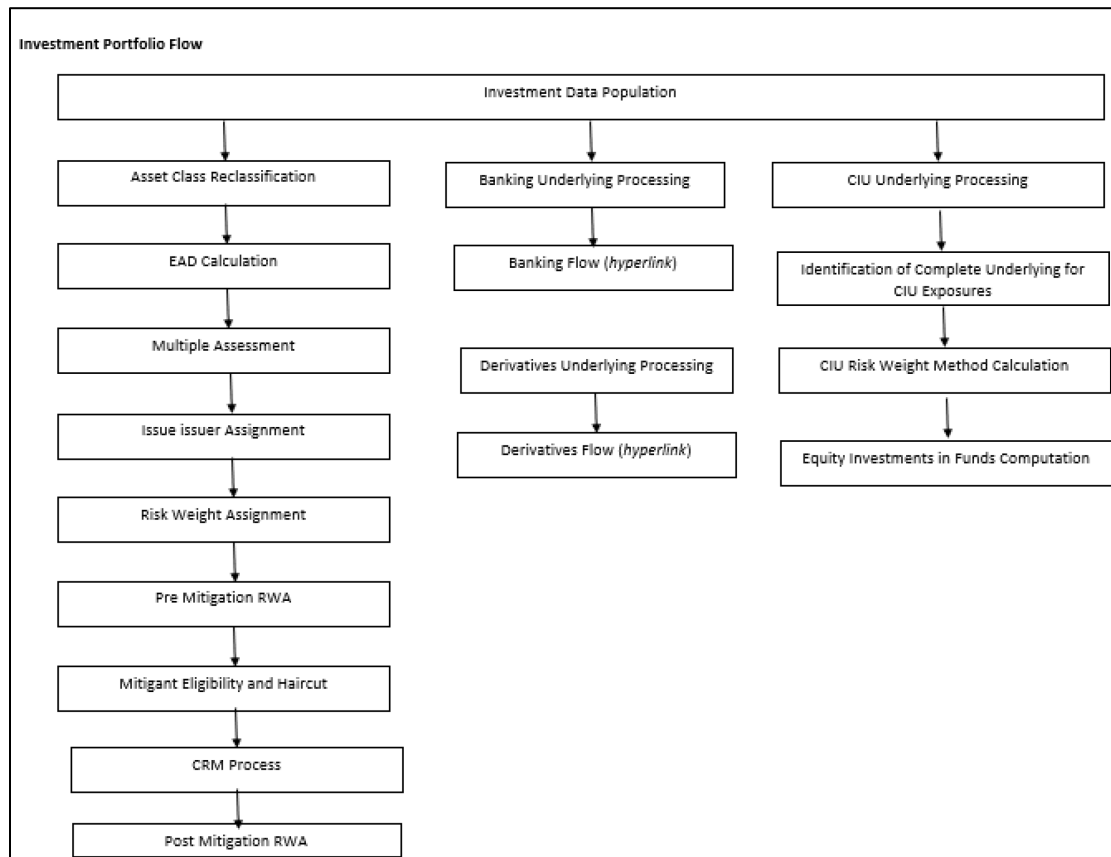 Investment Portfolio Flow
Investment Data Population
Asset Class Reclassification
EAD Calculation
Multiple Assessment
Issue issuer Assignment
Risk Weight Assignment
Pre Mitigation RWA
Mitigant Eligibility and Haircut
CRM Process
Post Mitigation RWA
Banking Underlying Processing
Banking Flow (hyperlink)
Derivatives Underlying Processing
Derivatives Flow (hyperlink)
CIU Underlying Processing
Identification of Complete Underlying for
CIU Exposures
CIU Risk Weight Method Calculation
Equity Investments in Funds Computation